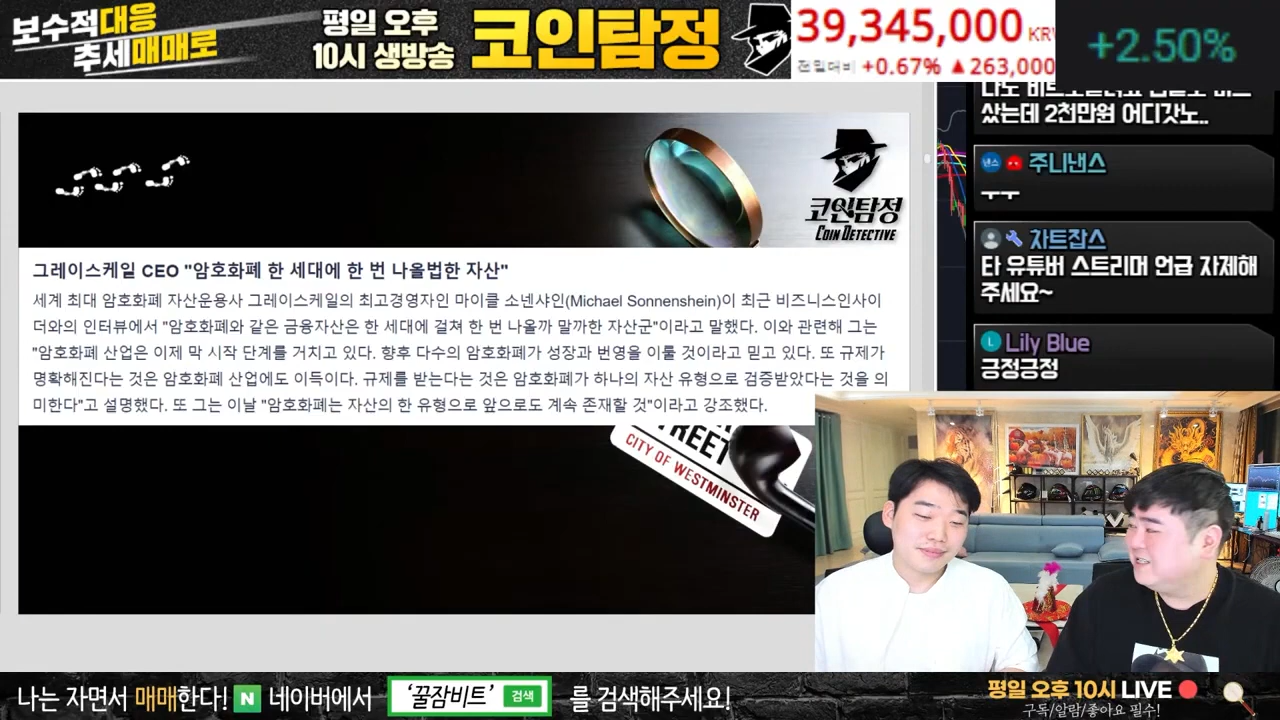 보수적대응
추세매매로
평일 오후
10시 생방송
코인탐정
39,345,000 KRW
전일대비 +0.67% ▲263,000
+2.50%
샀는데 2천만원 어디갓노..
낸스 주니낸스
ㅜㅜ
차트잡스
타 유튜버 스트리머 언급 자제해
주세요~
L Lily Blue
긍정긍정
코인탐정
COIN DETECTIVE
그레이스케일 CEO "암호화폐 한 세대에 한 번 나올법한 자산"
세계 최대 암호화폐 자산운용사 그레이스케일의 최고경영자인 마이클 소넨샤인(Michael Sonnenshein)이 최근 비즈니스인사이
더와의 인터뷰에서 "암호화폐와 같은 금융자산은 한 세대에 걸쳐 한 번 나올까 말까한 자산군"이라고 말했다. 이와 관련해 그는
"암호화폐 산업은 이제 막 시작 단계를 거치고 있다. 향후 다수의 암호화폐가 성장과 번영을 이룰 것이라고 믿고 있다. 또 규제가
명확해진다는 것은 암호화폐 산업에도 이득이다. 규제를 받는다는 것은 암호화폐가 하나의 자산 유형으로 검증받았다는 것을 의
미한다"고 설명했다. 또 그는 이날 "암호화폐는 자산의 한 유형으로 앞으로도 계속 존재할 것"이라고 강조했다.
TREET
CITY OF WESTMINSTER
나는 자면서 매매한다! N 네이버에서 '꿀잠비트' 검색 를 검색해주세요!
평일 오후 10시 LIVE
구독/알람/좋아요 필수!